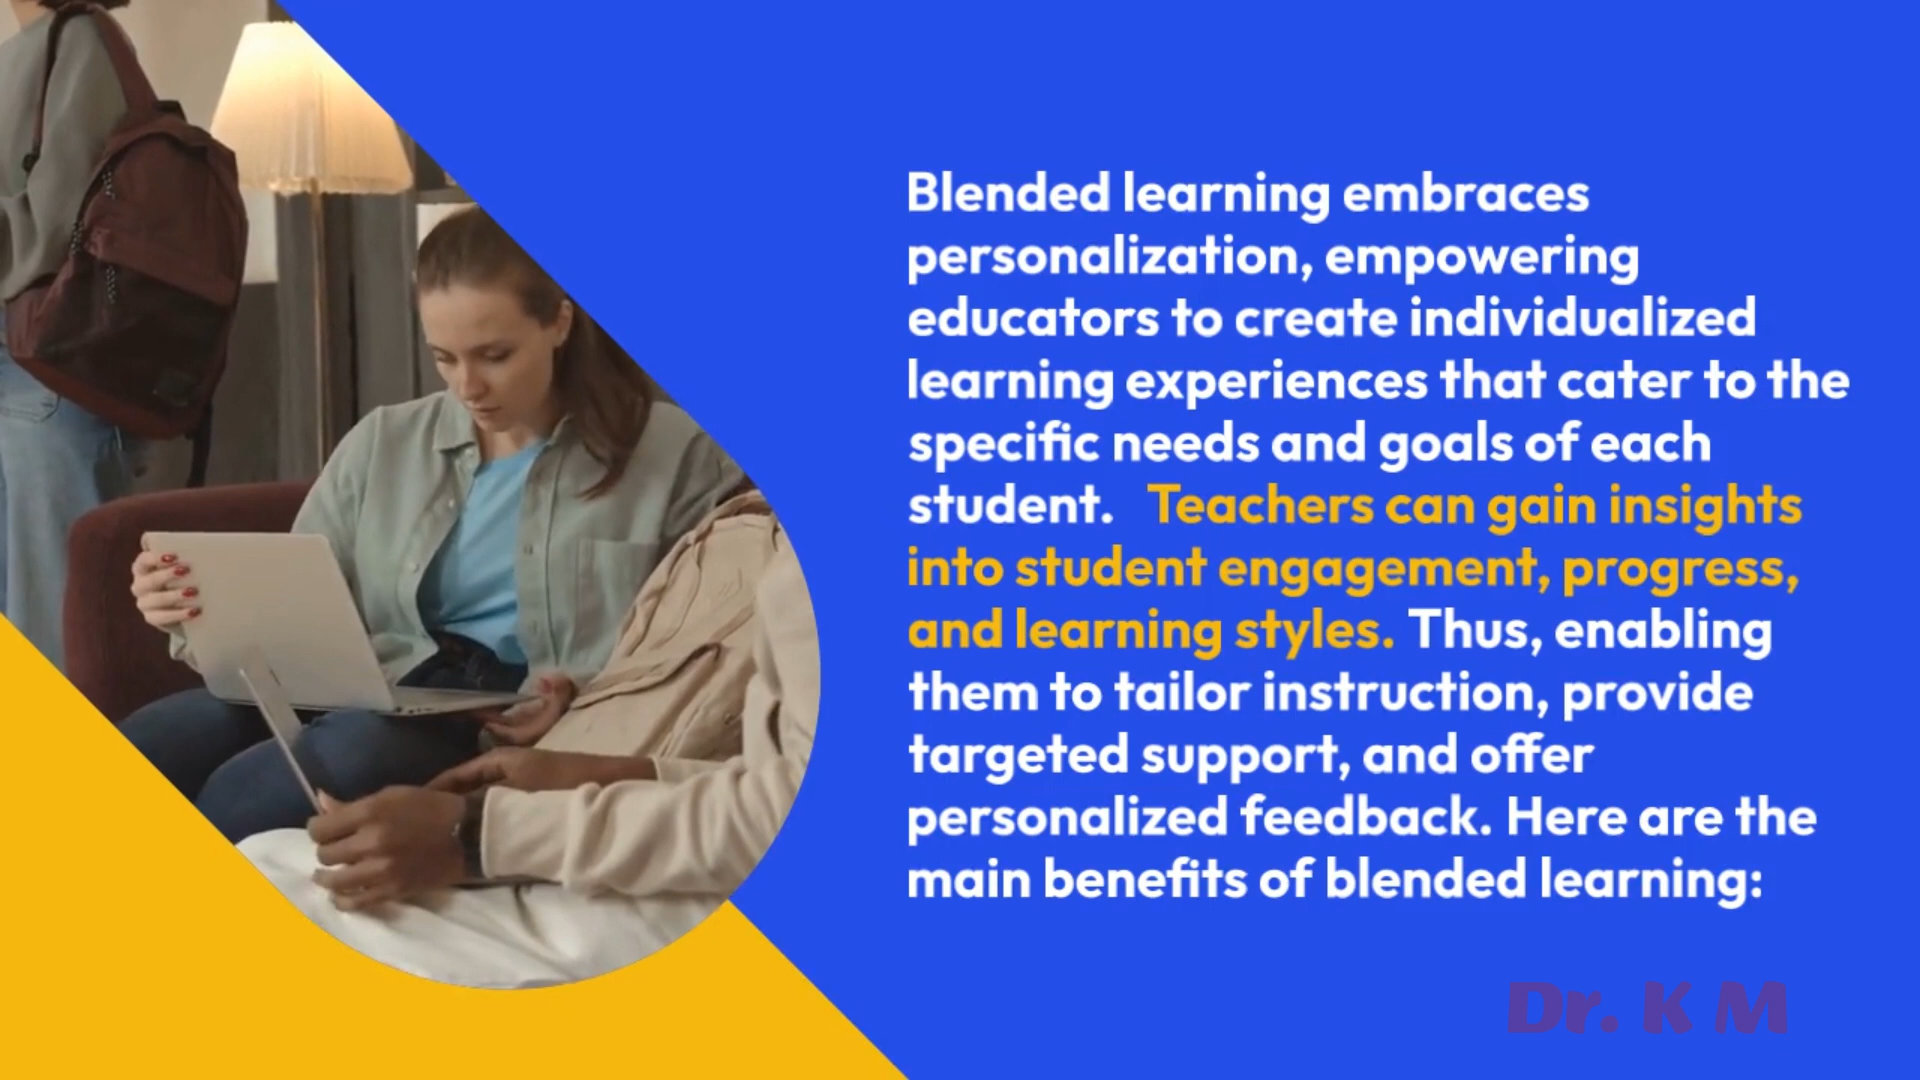 Blended learning embraces
personalization, empowering
educators to create individualized
learning experiences that cater to the
specific needs and goals of each
student. Teachers can gain insights
into student engagement, progress,
and learning styles. Thus, enabling
them to tailor instruction, provide
targeted support, and offer
personalized feedback. Here are the
main benefits of blended learning:
Dr. K M